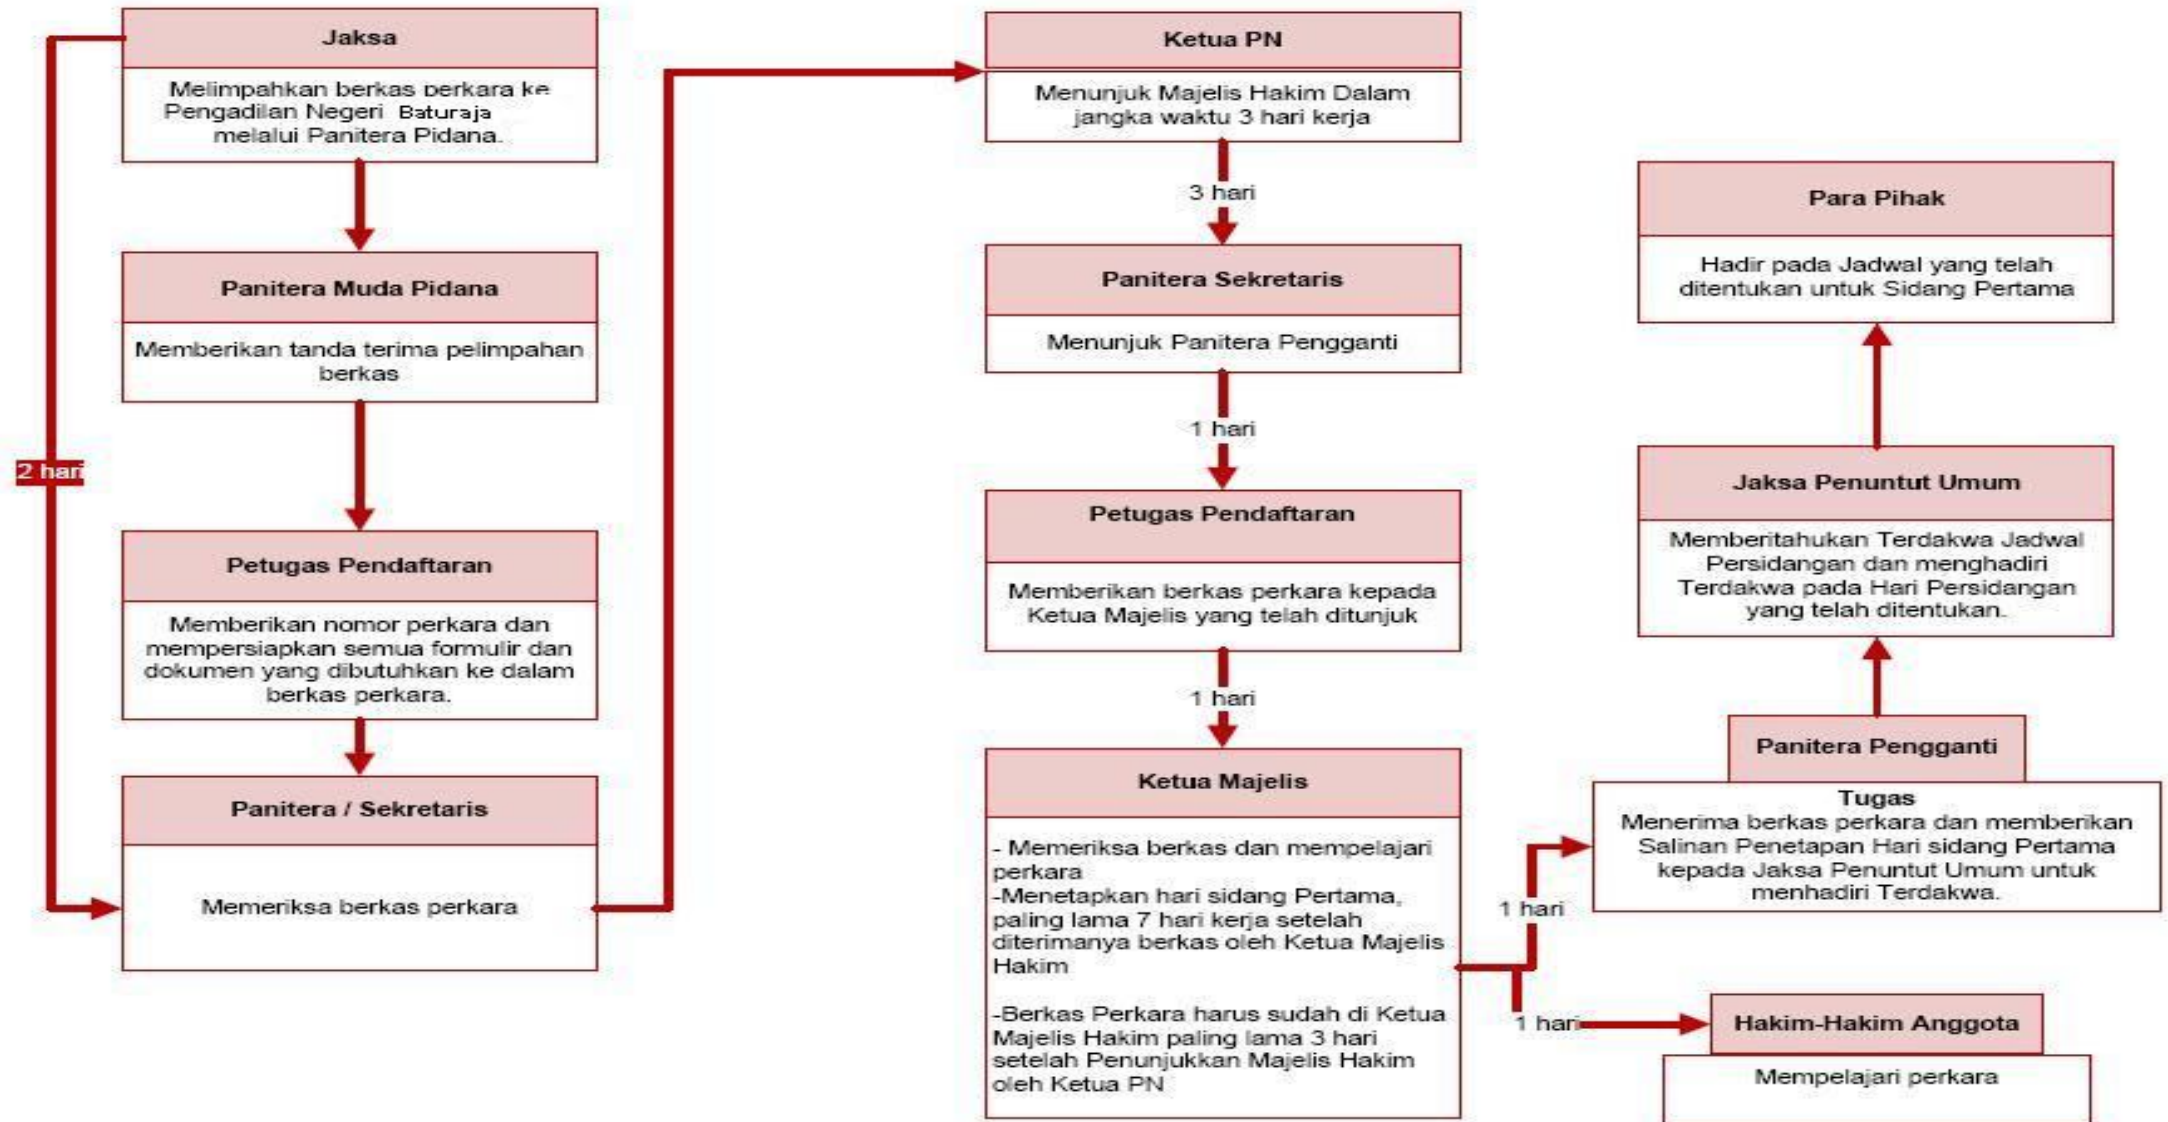 Jaksa
Melimpahkan berkas perkara ke
Pengadilan Negeri Baturaja
melalui Panitera Pidana.
Panitera Muda Pidana
Memberikan tanda terima pelimpahan
berkas
2 hari
Petugas Pendaftaran
Memberikan nomor perkara dan
mempersiapkan semua formulir dan
dokumen yang dibutuhkan ke dalam
berkas perkara.
Panitera / Sekretaris
Memeriksa berkas perkara
Ketua PN
Menunjuk Majelis Hakim Dalam
jangka waktu 3 hari kerja
3 hari
Panitera Sekretaris
Menunjuk Panitera Pengganti
1 hari
Petugas Pendaftaran
Memberikan berkas perkara kepada
Ketua Majelis yang telah ditunjuk
1 hari
Ketua Majelis
- Memeriksa berkas dan mempelajari
perkara
-Menetapkan hari sidang Pertama,
paling lama 7 hari kerja setelah
diterimanya berkas oleh Ketua Majelis
Hakim
-Berkas Perkara harus sudah di Ketua
Majelis Hakim paling lama 3 hari
setelah Penunjukkan Majelis Hakim
oleh Ketua PN
1 hari
1 hari
Para Pihak
Hadir pada Jadwal yang telah
ditentukan untuk Sidang Pertama
Jaksa Penuntut Umum
Memberitahukan Terdakwa Jadwal
Persidangan dan menghadiri
Terdakwa pada Hari Persidangan
yang telah ditentukan.
Panitera Pengganti
Tugas
Menerima berkas perkara dan memberikan
Salinan Penetapan Hari sidang Pertama
kepada Jaksa Penuntut Umum untuk
menhadiri Terdakwa.
Hakim-Hakim Anggota
Mempelajari perkara